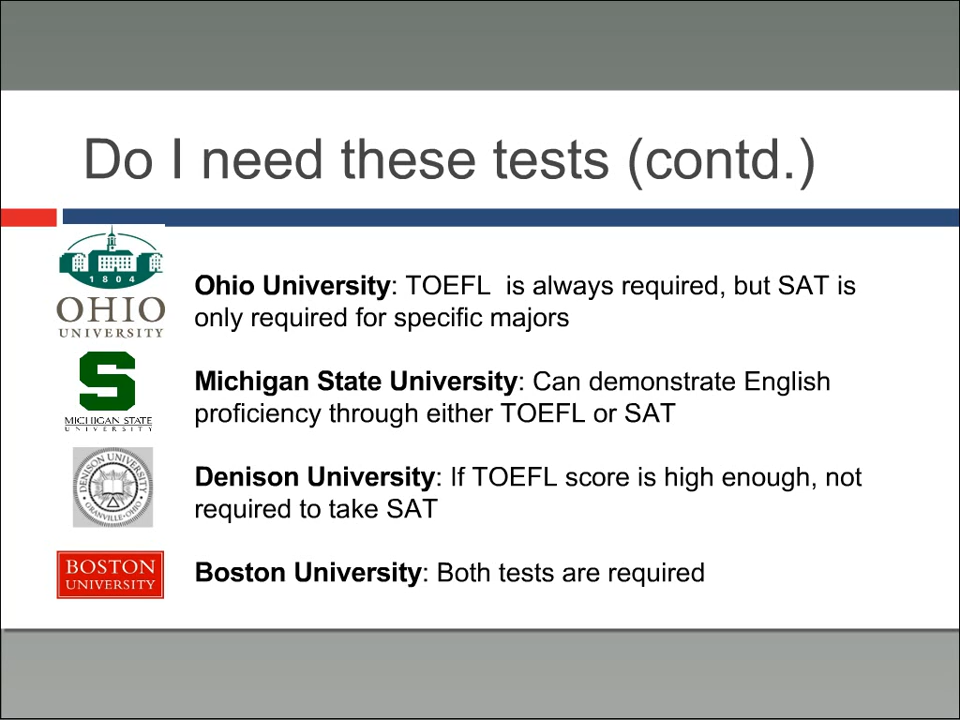 Do I need these tests (contd.)
1804
OHIO
UNIVERSITY
Ohio University: TOEFL  is always required, but SAT is
only required for specific majors
S
MICHIGAN STATE
UNIVERSITY
Michigan State University: Can demonstrate English
proficiency through either TOEFL or SAT
DENISON UNIVERSITY
GRANVILLE·OHIO
Denison University: If TOEFL score is high enough, not
required to take SAT
BOSTON
UNIVERSITY
Boston University: Both tests are required